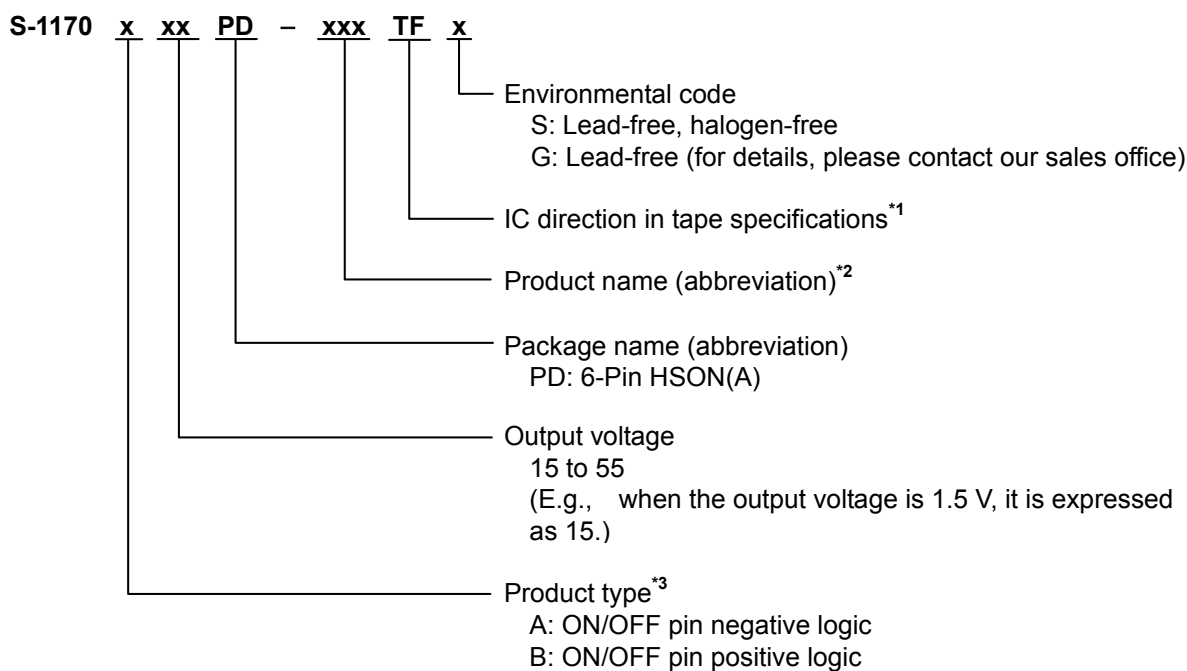 S-1170 x xx PD – xxx TF x
Environmental code
S: Lead-free, halogen-free
G: Lead-free (for details, please contact our sales office)
IC direction in tape specifications*1
Product name (abbreviation)*2
Package name (abbreviation)
PD: 6-Pin HSON(A)
Output voltage
15 to 55
(E.g., when the output voltage is 1.5 V, it is expressed
as 15.)
Product type*3
A: ON/OFF pin negative logic
B: ON/OFF pin positive logic